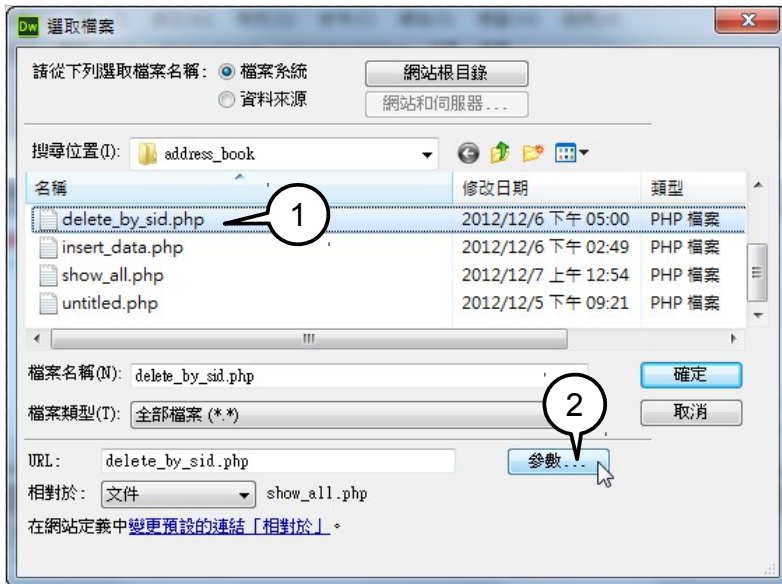 Dw 選取檔案
請從下列選取檔案名稱： 檔案系統 網站根目錄
資料來源 網站和伺服器...
搜尋位置(I): address_book
名稱 修改日期 類型
delete_by_sid.php 1 2012/12/6 下午 05:00 PHP 檔案
insert_data.php 2012/12/6 下午 02:49 PHP 檔案
show_all.php 2012/12/7 上午 12:54 PHP 檔案
untitled.php 2012/12/5 下午 09:21 PHP 檔案
檔案名稱(N): delete_by_sid.php 確定
檔案類型(T): 全部檔案 (*.*) 2 取消
URL: delete_by_sid.php 參數...
相對於： 文件 show_all.php
在網站定義中變更預設的連結「相對於」。